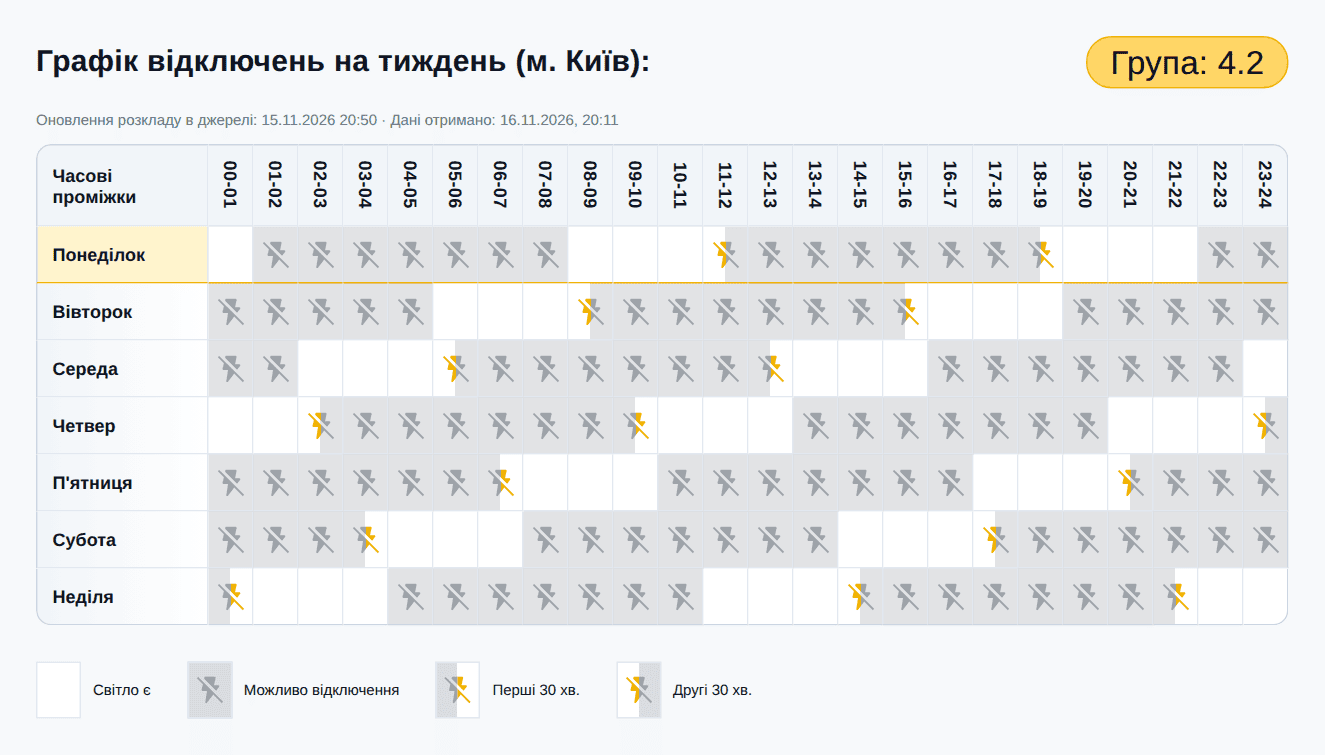 Графік відключень на тиждень (м. Київ):
Група: 4.2
Оновлення розкладу в джерелі: 15.11.2026 20:50 · Дані отримано: 16.11.2026, 20:11
Часові
проміжки
00-01
01-02
02-03
03-04
04-05
05-06
06-07
07-08
08-09
09-10
10-11
11-12
12-13
13-14
14-15
15-16
16-17
17-18
18-19
19-20
20-21
21-22
22-23
23-24
Понеділок
Вівторок
Середа
Четвер
П'ятниця
Субота
Неділя
Світло є
Можливо відключення
Перші 30 хв.
Другі 30 хв.